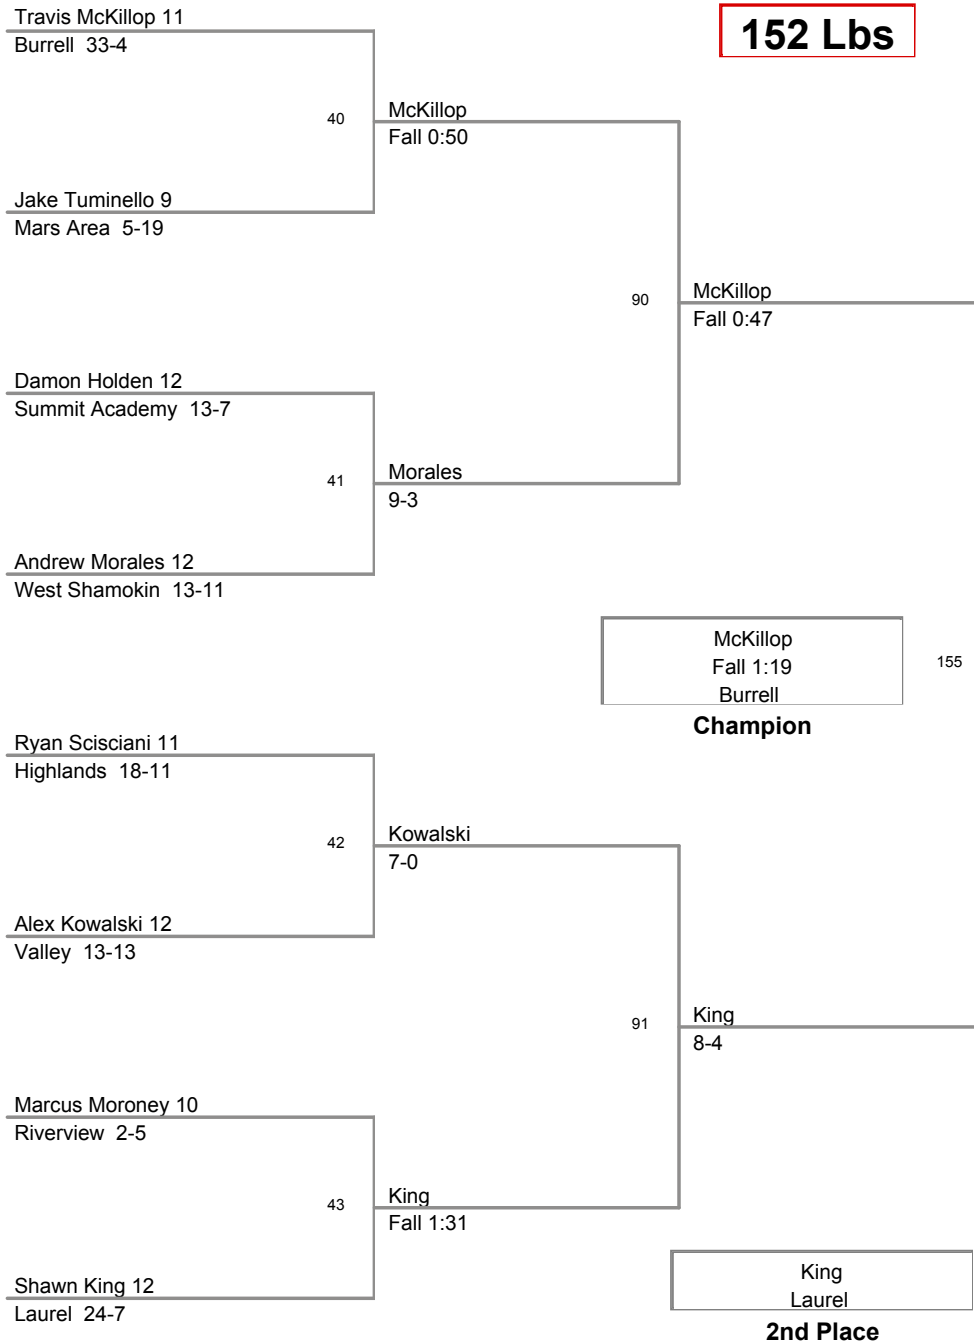 Travis McKillop 11
Burrell 33-4
152 Lbs
40
McKillop
Fall 0:50
Jake Tuminello 9
Mars Area 5-19
90
McKillop
Fall 0:47
Damon Holden 12
Summit Academy 13-7
41
Morales
9-3
Andrew Morales 12
West Shamokin 13-11
McKillop
Fall 1:19
Burrell
155
Champion
Ryan Scisciani 11
Highlands 18-11
42
Kowalski
7-0
Alex Kowalski 12
Valley 13-13
91
King
8-4
Marcus Moroney 10
Riverview 2-5
43
King
Fall 1:31
Shawn King 12
Laurel 24-7
King
Laurel
2nd Place